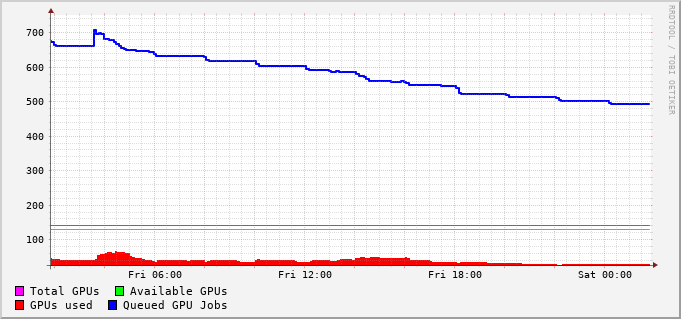 700
600
500
400
300
200
100
Fri 06:00 Fri 12:00 Fri 18:00 Sat 00:00
Total GPUs Available GPUs
GPUs used Queued GPU Jobs
RRDTOOL / TOBI OETIKER